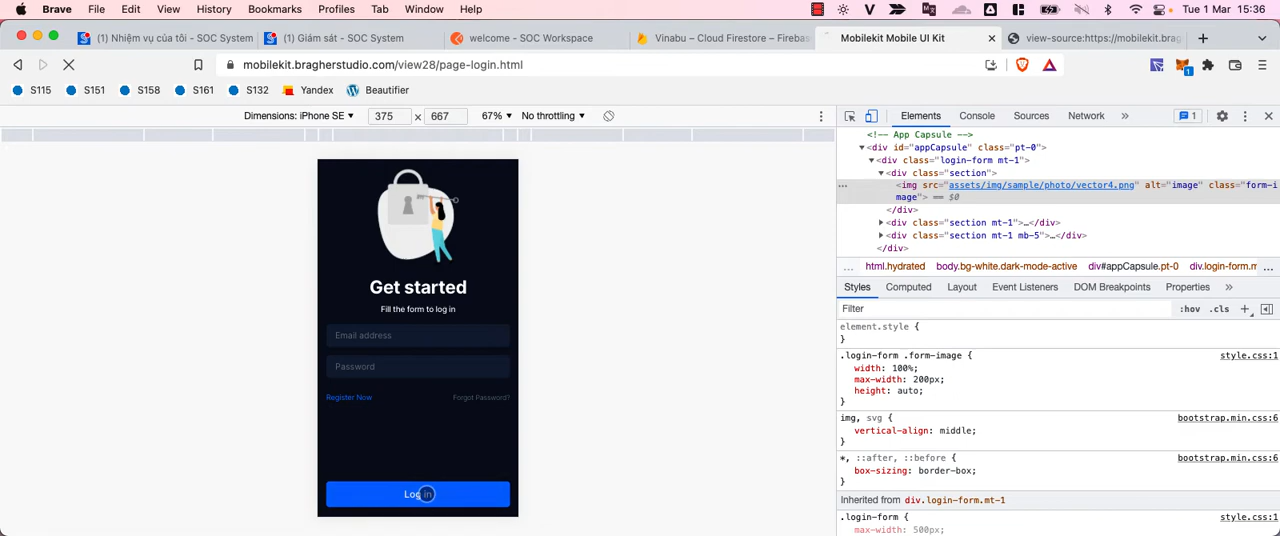 Brave File Edit View History Bookmarks Profiles Tab Window Help Tue 1 Mar 15:36
(1) Nhiệm vụ của tôi - SOC System (1) Giám sát - SOC System welcome - SOC Workspace Vinabu – Cloud Firestore – Firebas Mobilekit Mobile UI Kit view-source:https://mobilekit.brag
mobilekit.bragherstudio.com/view28/page-login.html 1
S115 S151 S158 S161 S132 Yandex Beautifier
Dimensions: iPhone SE 375 × 667 67% No throttling
Elements Console Sources Network 1
<!-- App Capsule -->
<div id="appCapsule" class="pt-0">
<div class="login-form mt-1">
<div class="section">
<img src="assets/img/sample/photo/vector4.png" alt="image" class="form-i
mage"> == $0
</div>
<div class="section mt-1">…</div>
<div class="section mt-1 mb-5">…</div>
</div>
… html.hydrated body.bg-white.dark-mode-active div#appCapsule.pt-0 div.login-form.m …
Styles Computed Layout Event Listeners DOM Breakpoints Properties
Filter :hov .cls
element.style {
}
.login-form .form-image { style.css:1
width: 100%;
max-width: 200px;
height: auto;
}
img, svg { bootstrap.min.css:6
vertical-align: middle;
}
*, ::after, ::before { bootstrap.min.css:6
box-sizing: border-box;
}
Inherited from div.login-form.mt-1
.login-form { style.css:1
max-width: 500px;
Get started
Fill the form to log in
Email address
Password
Register Now Forgot Password?
Log in